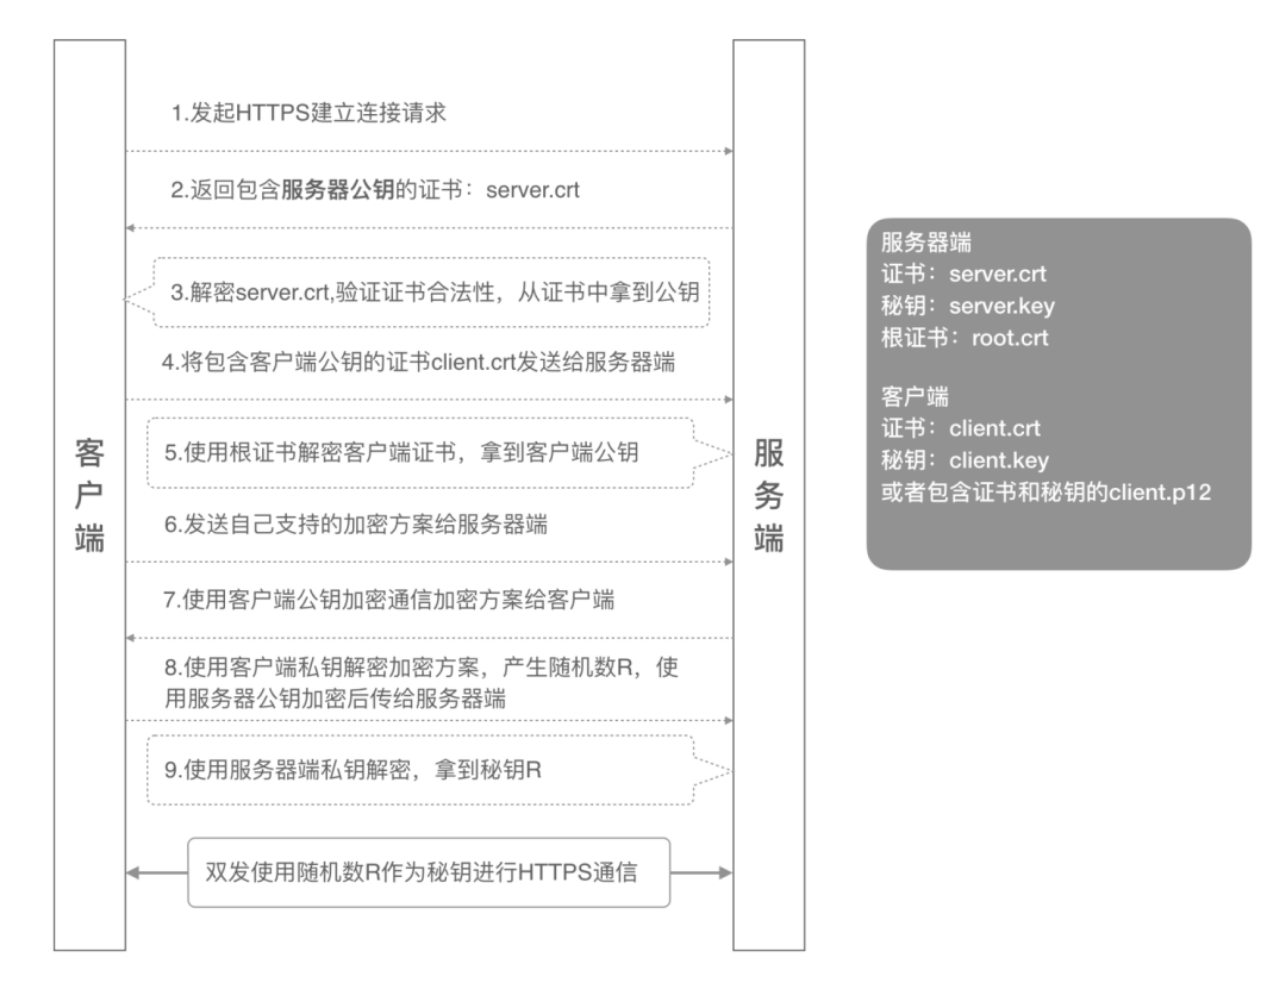 1.发起HTTPS建立连接请求
2.返回包含服务器公钥的证书：server.crt
3.解密server.crt,验证证书合法性，从证书中拿到公钥
4.将包含客户端公钥的证书client.crt发送给服务器端
5.使用根证书解密客户端证书，拿到客户端公钥
6.发送自己支持的加密方案给服务器端
7.使用客户端公钥加密通信加密方案给客户端
8.使用客户端私钥解密加密方案，产生随机数R，使
用服务器公钥加密后传给服务器端
9.使用服务器端私钥解密，拿到秘钥R
双发使用随机数R作为秘钥进行HTTPS通信
客户端
服务端
服务器端
证书：server.crt
秘钥：server.key
根证书：root.crt
客户端
证书：client.crt
秘钥：client.key
或者包含证书和秘钥的client.p12